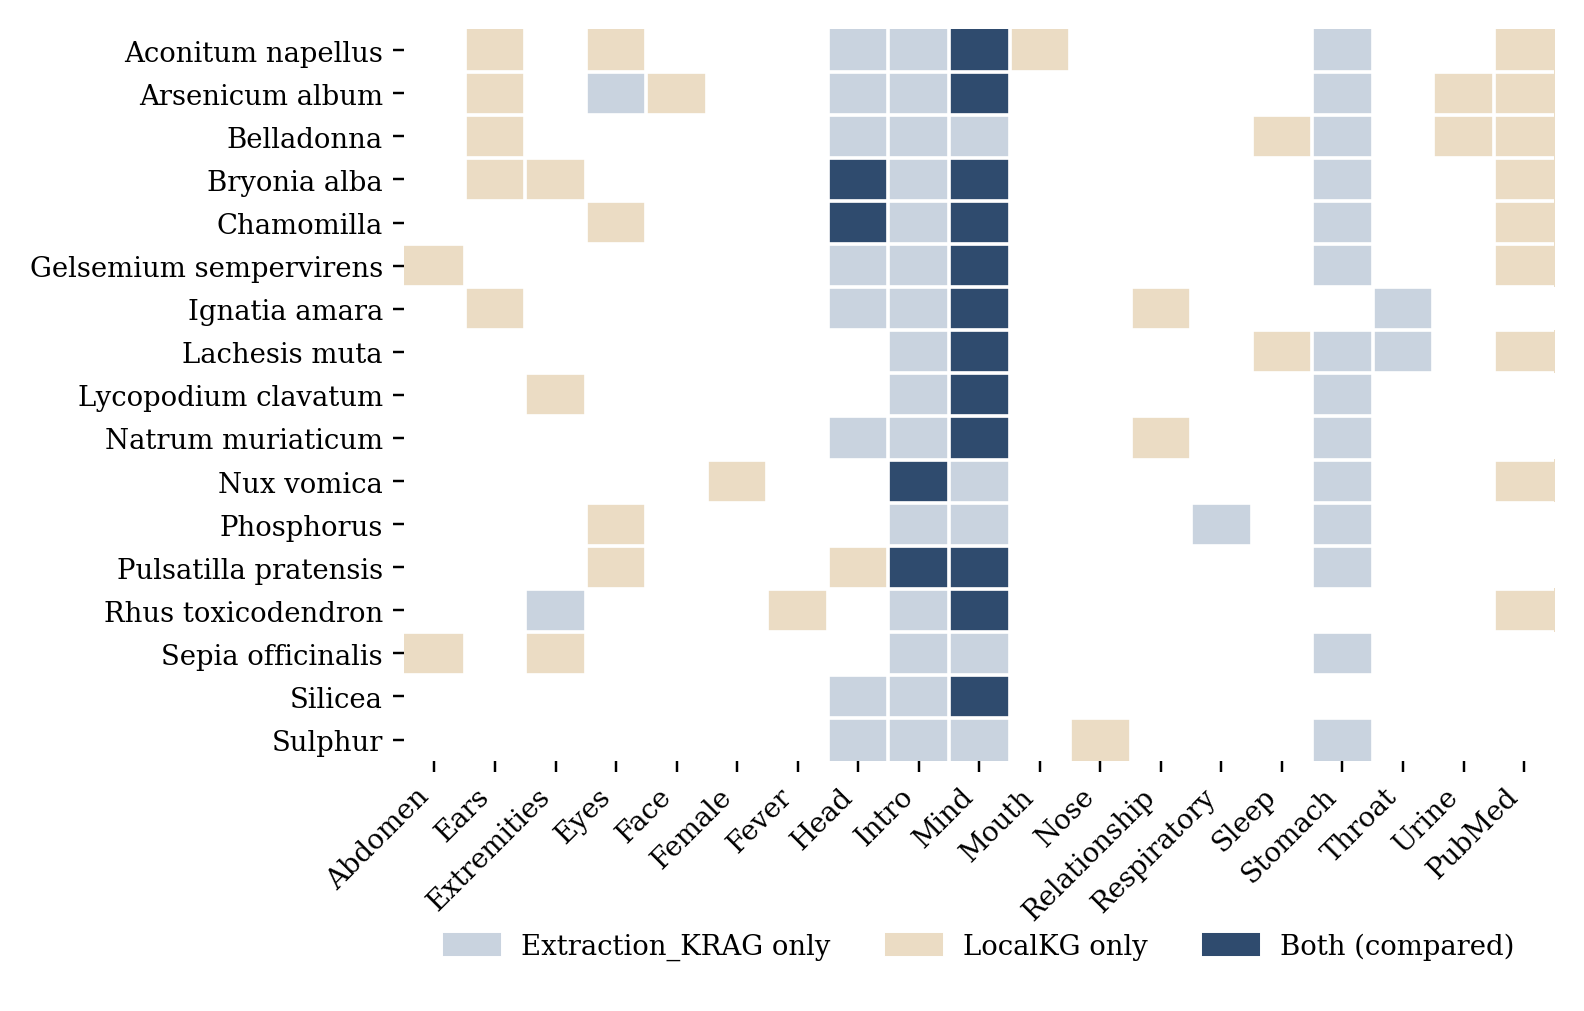 Aconitum napellus
Arsenicum album
Belladonna
Bryonia alba
Chamomilla
Gelsemium sempervirens
Ignatia amara
Lachesis muta
Lycopodium clavatum
Natrum muriaticum
Nux vomica
Phosphorus
Pulsatilla pratensis
Rhus toxicodendron
Sepia officinalis
Silicea
Sulphur
Abdomen
Ears
Extremities
Eyes
Face
Female
Fever
Head
Intro
Mind
Mouth
Nose
Relationship
Respiratory
Sleep
Stomach
Throat
Urine
PubMed
Extraction_KRAG only
LocalKG only
Both (compared)